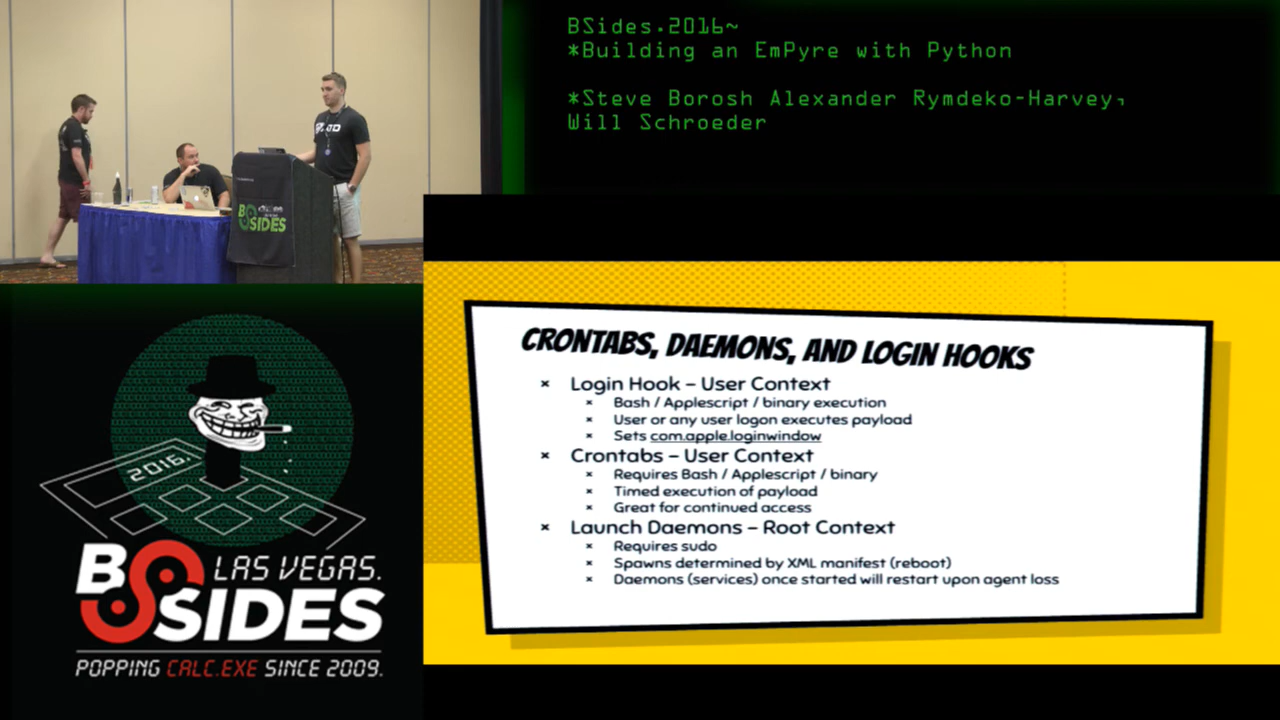 BSides.2016~
*Building an EmPyre with Python
*Steve Borosh Alexander Rymdeko-Harvey,
Will Schroeder
BSIDES
CRONTABS, DAEMONS, AND LOGIN HOOKS
× Login Hook – User Context
× Bash / Applescript / binary execution
× User or any user logon executes payload
× Sets com.apple.loginwindow
× Crontabs – User Context
× Requires Bash / Applescript / binary
× Timed execution of payload
× Great for continued access
× Launch Daemons – Root Context
× Requires sudo
× Spawns determined by XML manifest (reboot)
× Daemons (services) once started will restart upon agent loss
2016.
BSIDES LAS VEGAS.
POPPING CALC.EXE SINCE 2009.